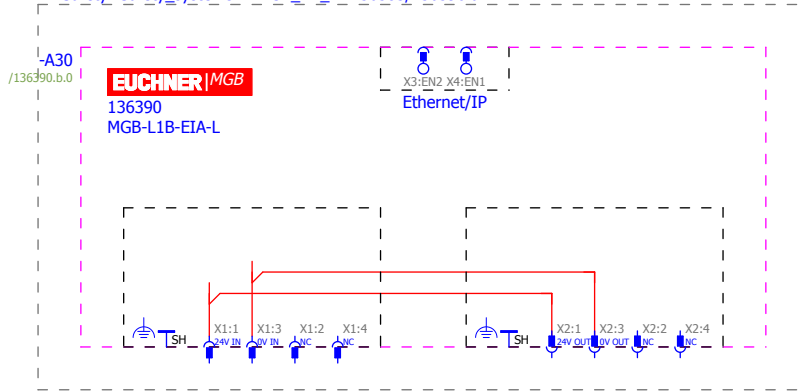 -A30
/136390.b.0
EUCHNER|MGB
136390
MGB-L1B-EIA-L
X3:EN2 X4:EN1
Ethernet/IP
X1:1 X1:3 X1:2 X1:4
SH 24V IN 0V IN NC NC
X2:1 X2:3 X2:2 X2:4
SH 24V OUT 0V OUT NC NC